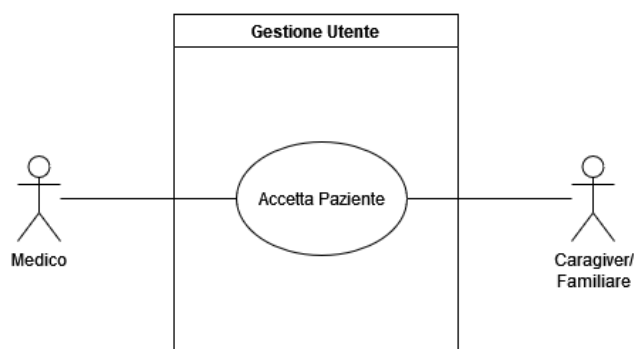 Gestione Utente
Accetta Paziente
Medico
Caragiver/
Familiare